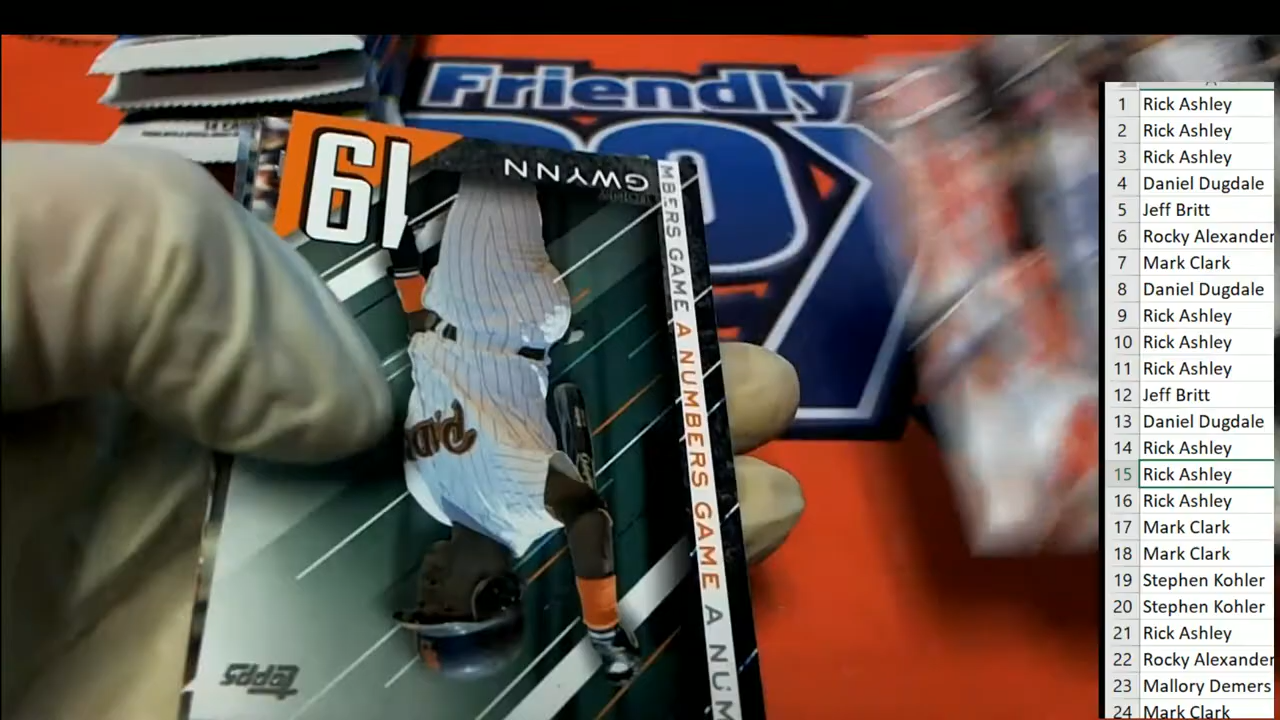 Friendly
19
GWYNN
TONY
MBERS GAME A NUMBERS GAME A NUM
Topps
1 Rick Ashley
2 Rick Ashley
3 Rick Ashley
4 Daniel Dugdale
5 Jeff Britt
6 Rocky Alexander
7 Mark Clark
8 Daniel Dugdale
9 Rick Ashley
10 Rick Ashley
11 Rick Ashley
12 Jeff Britt
13 Daniel Dugdale
14 Rick Ashley
15 Rick Ashley
16 Rick Ashley
17 Mark Clark
18 Mark Clark
19 Stephen Kohler
20 Stephen Kohler
21 Rick Ashley
22 Rocky Alexander
23 Mallory Demers
24 Mark Clark